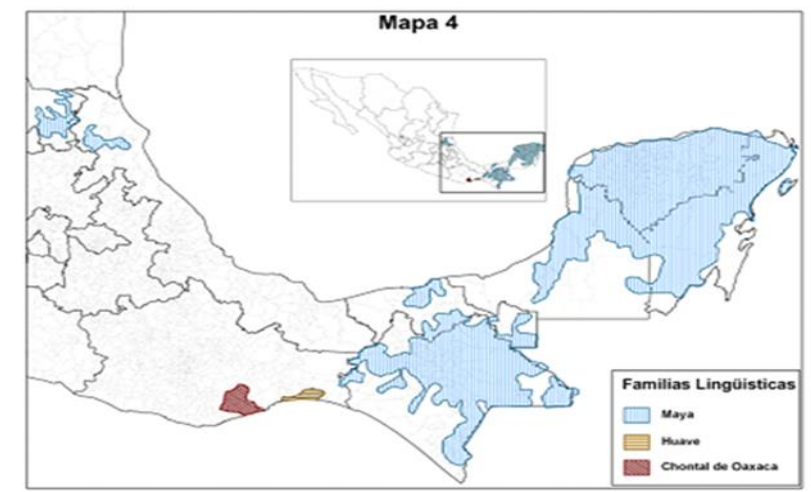 Mapa 4
Familias Lingüísticas
Maya
Huave
Chontal de Oaxaca